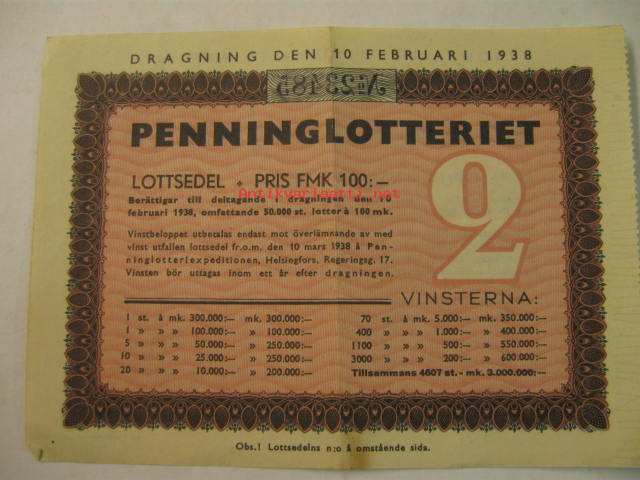 DRAGNING DEN 10 FEBRUARI 1938
PENNINGLOTTERIET
LOTTSEDEL • PRIS FMK 100:—
Berättigar till deltagande i dragningen den 10
februari 1938, omfattande 50.000 st. lotter à 100 mk.
Vinstbeloppet utbetalas endast mot överlämnande av med
vinst utfallen lottsedel fr.o.m. den 10 mars 1938 å Pen-
ninglotteriexpeditionen, Helsingfors, Regeringsg. 17.
Vinsten bör uttagas inom ett år efter dragningen.
2
VINSTERNA:
1 st. à mk. 300.000:— mk. 300.000:—
1 » » 100.000:— » 100.000:—
5 » » 50.000:— » 250.000:—
10 » » 25.000:— » 250.000:—
20 » » 10.000:— » 200.000:—
70 st. à mk. 5.000:— mk. 350.000:—
400 » » 1.000:— » 400.000:—
1100 » » 500:— » 550.000:—
3000 » » 200:— » 600.000:—
Tillsammans 4607 st. - mk. 3.000.000:—
Obs.! Lottsedelns n:o å omstående sida.